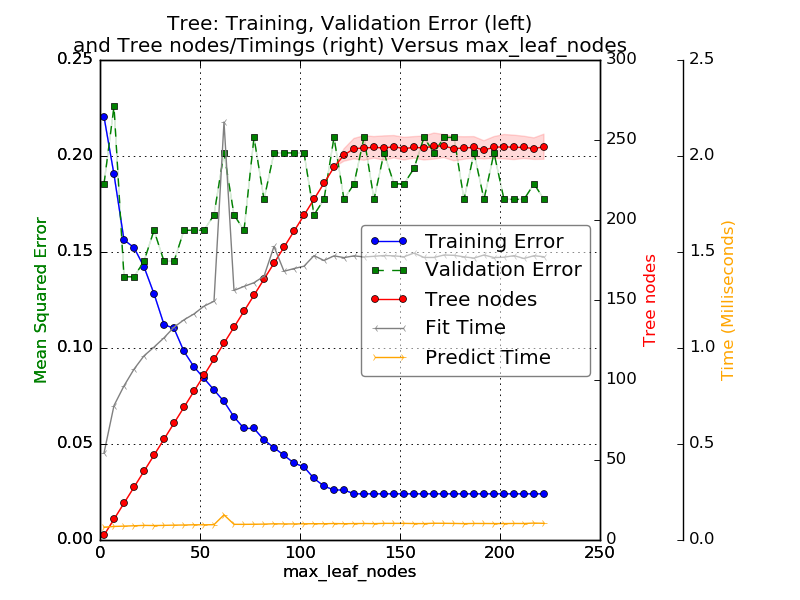 Tree: Training, Validation Error (left)
and Tree nodes/Timings (right) Versus max_leaf_nodes
0.25
0.20
0.15
0.10
0.05
0.00
Mean Squared Error
0
50
100
150
200
250
max_leaf_nodes
Training Error
Validation Error
Tree nodes
Fit Time
Predict Time
300
250
200
150
100
50
0
Tree nodes
2.5
2.0
1.5
1.0
0.5
0.0
Time (Milliseconds)